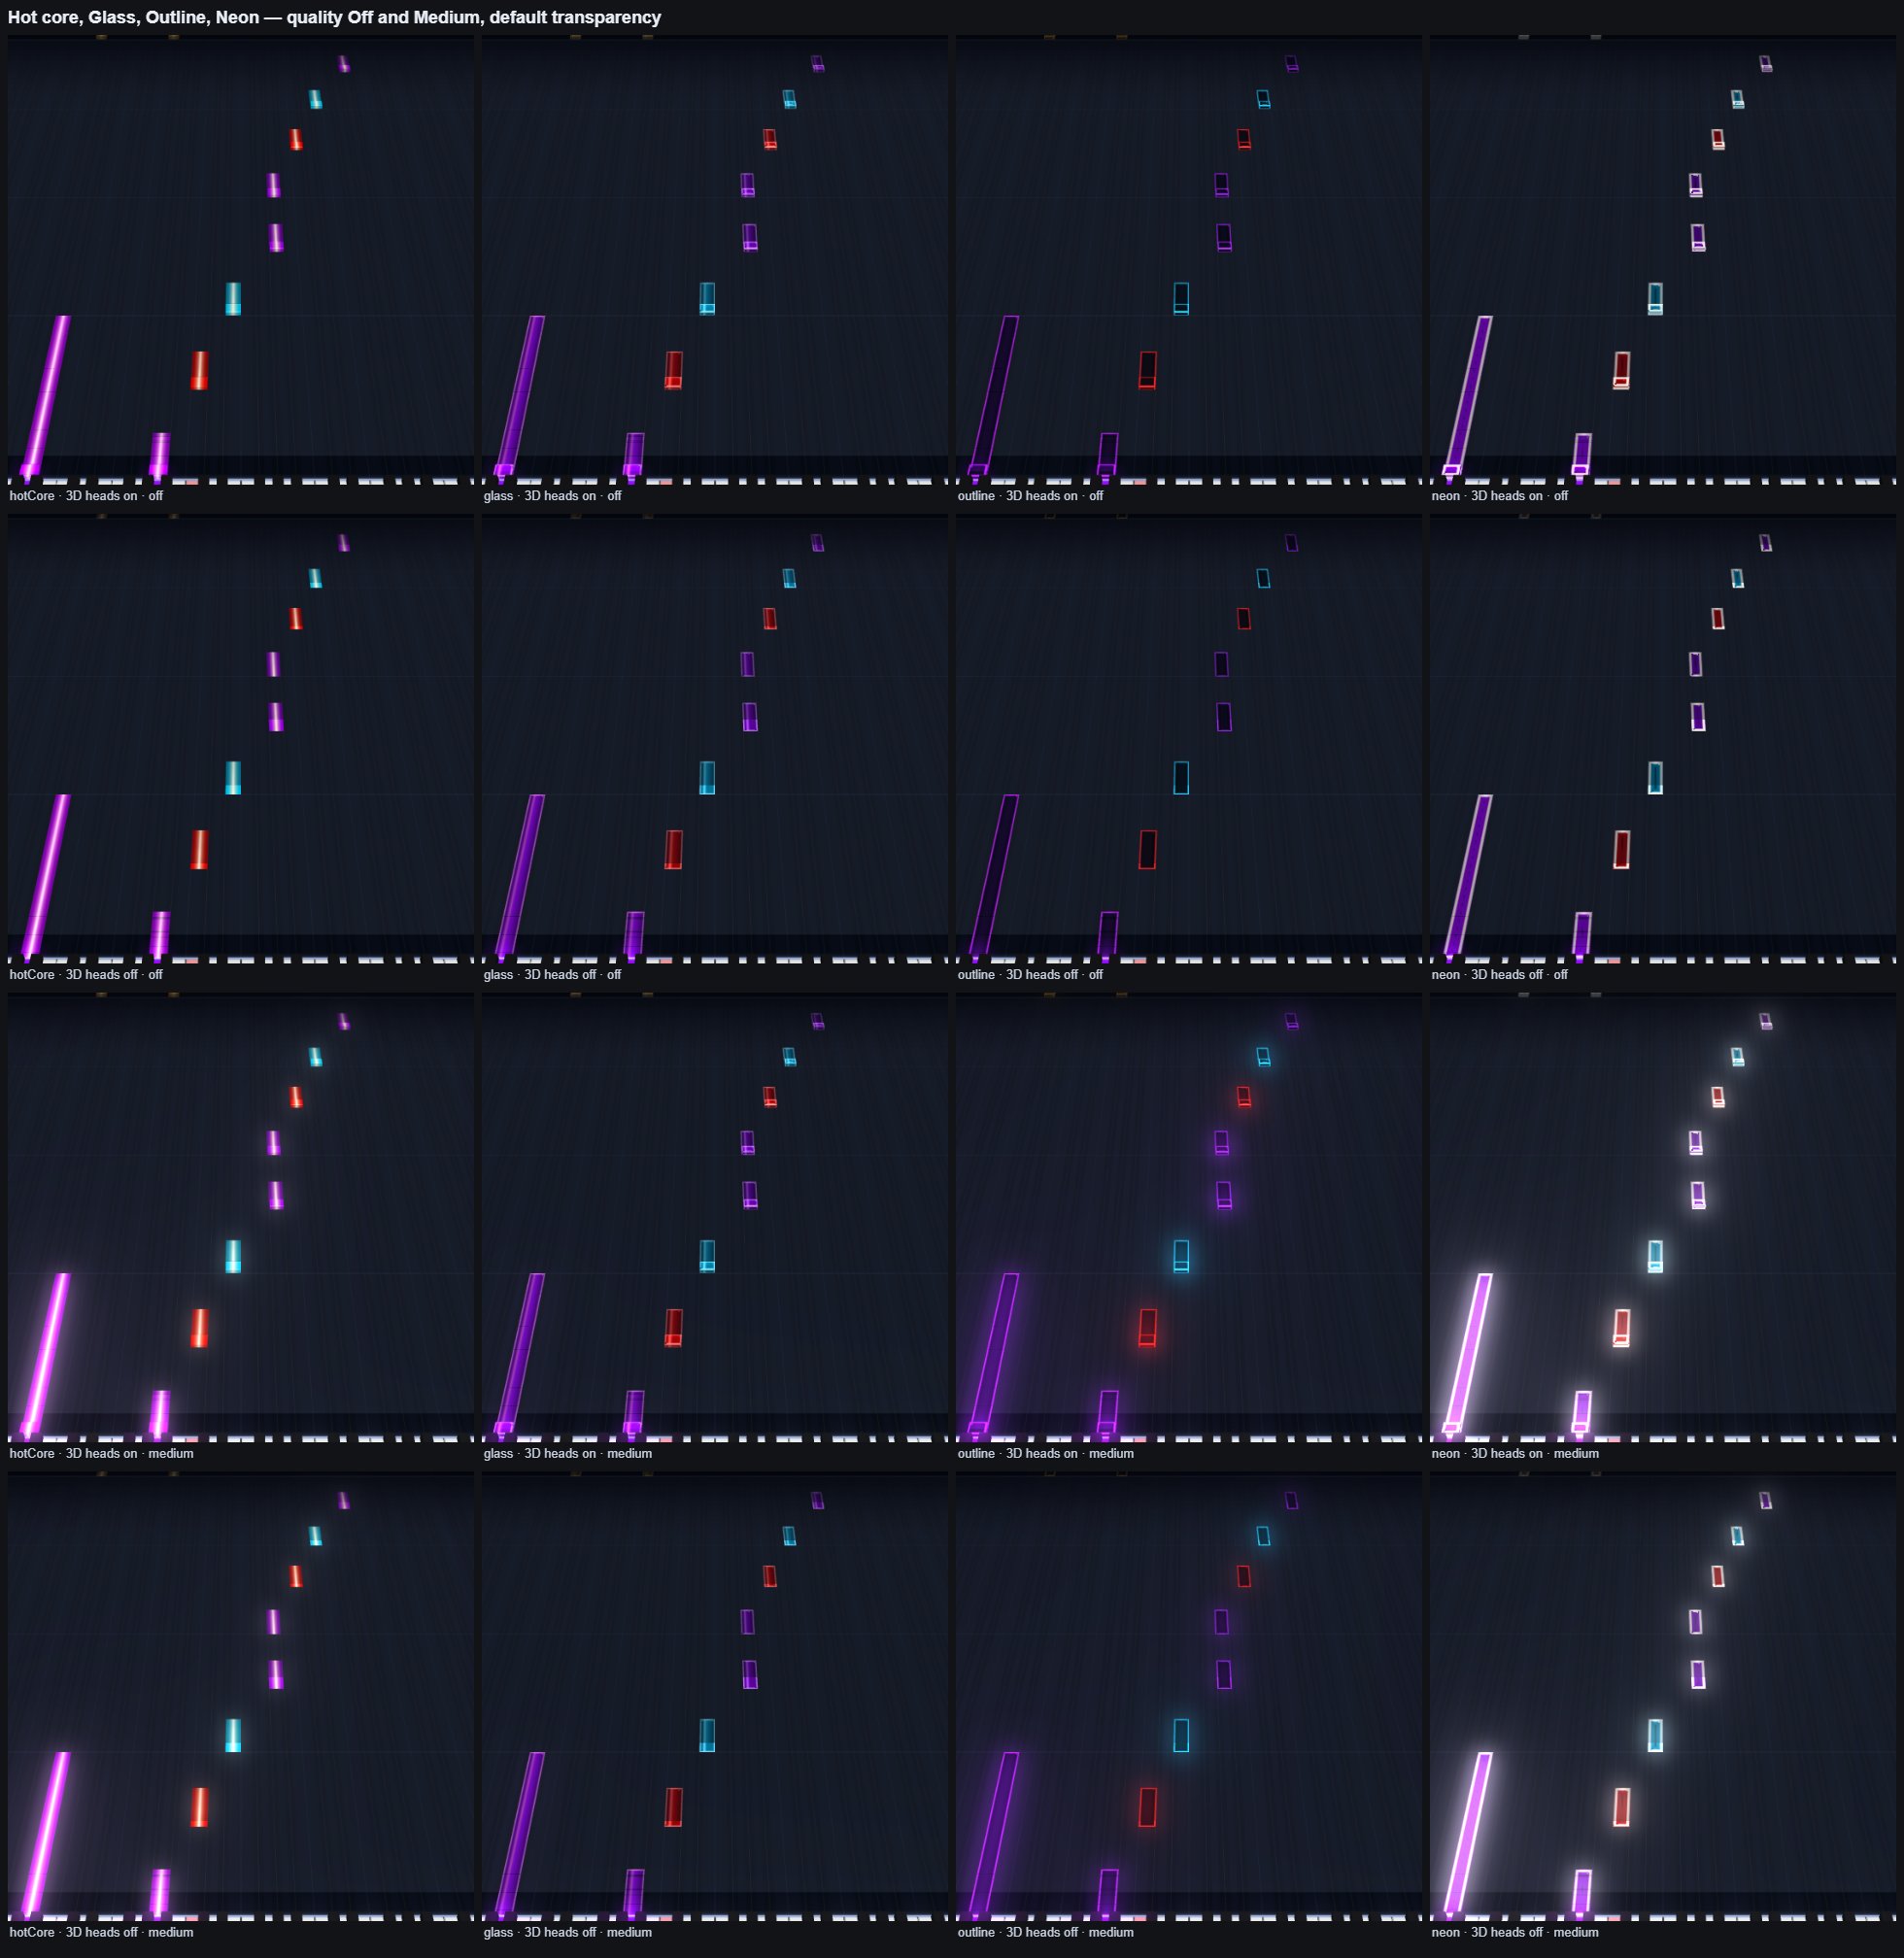 Hot core, Glass, Outline, Neon — quality Off and Medium, default transparency
hotCore · 3D heads on · off
glass · 3D heads on · off
outline · 3D heads on · off
neon · 3D heads on · off
hotCore · 3D heads off · off
glass · 3D heads off · off
outline · 3D heads off · off
neon · 3D heads off · off
hotCore · 3D heads on · medium
glass · 3D heads on · medium
outline · 3D heads on · medium
neon · 3D heads on · medium
hotCore · 3D heads off · medium
glass · 3D heads off · medium
outline · 3D heads off · medium
neon · 3D heads off · medium